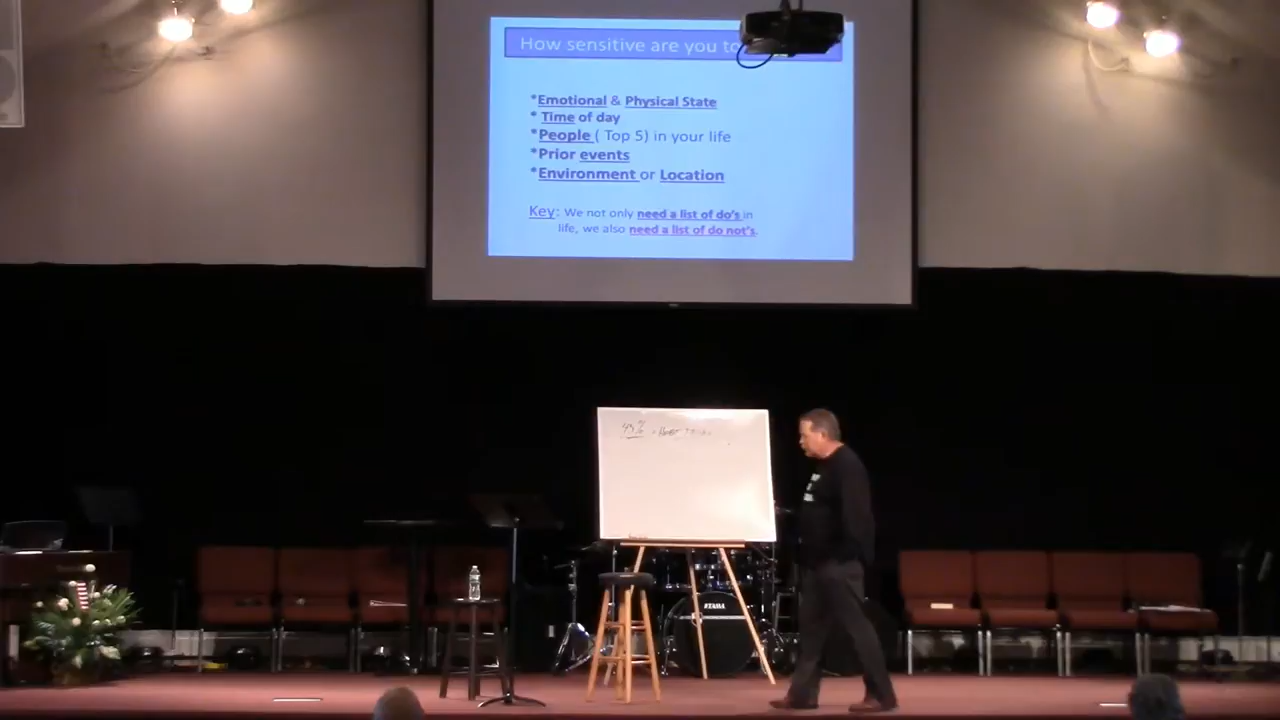 How sensitive are you to
*Emotional & Physical State
* Time of day
*People ( Top 5) in your life
*Prior events
*Environment or Location
Key: We not only need a list of do's in
life, we also need a list of do not's.
45%
TAMA